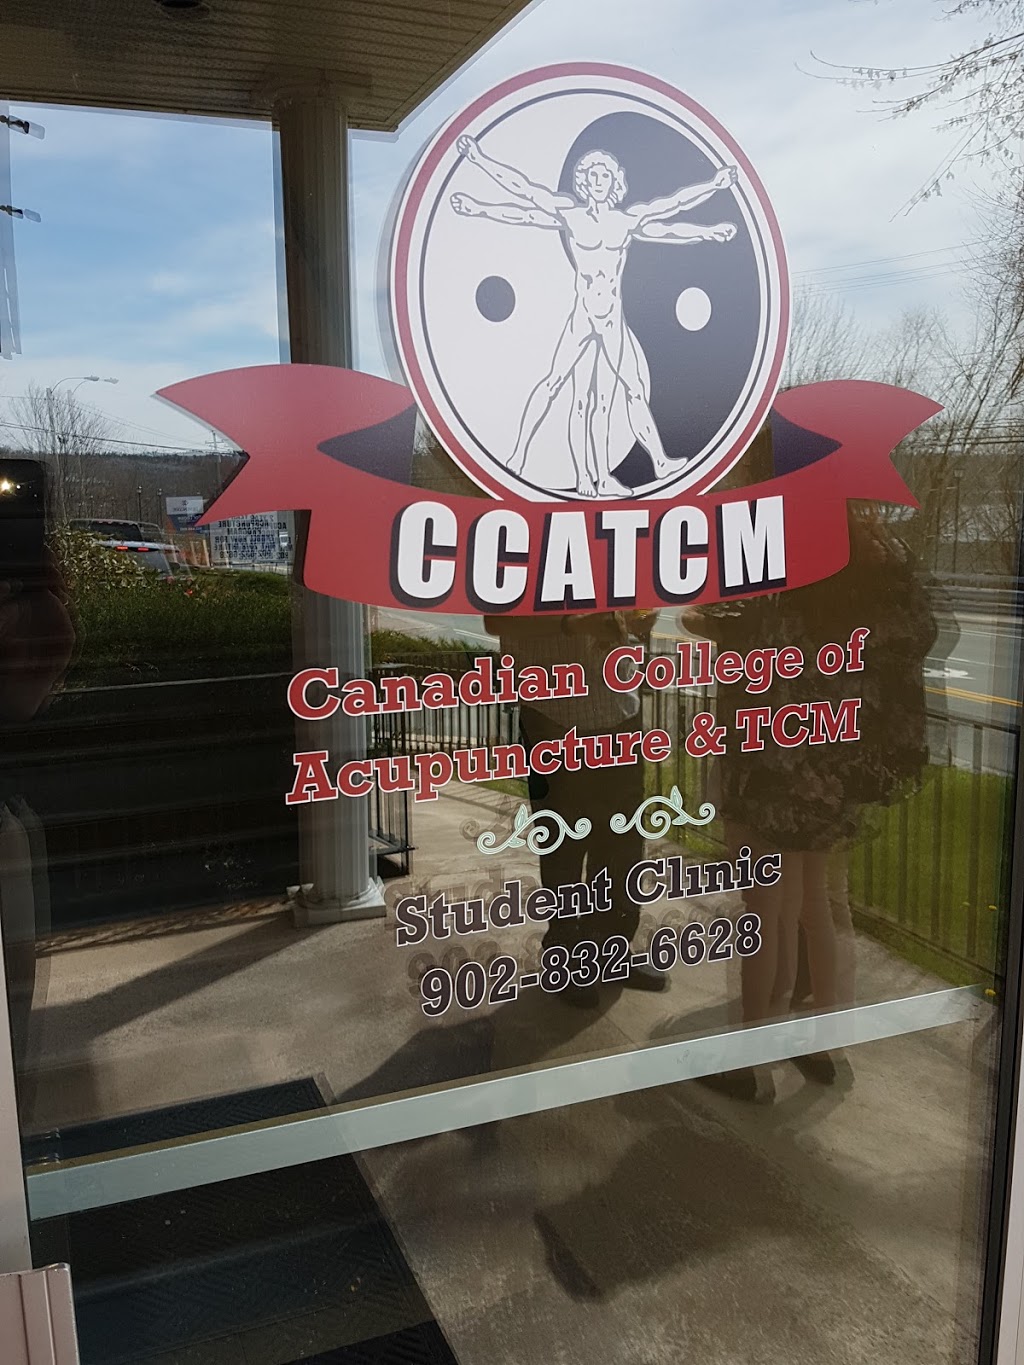 CCATCM
Canadian College of
Acupuncture & TCM
Student Clinic
902-832-6628